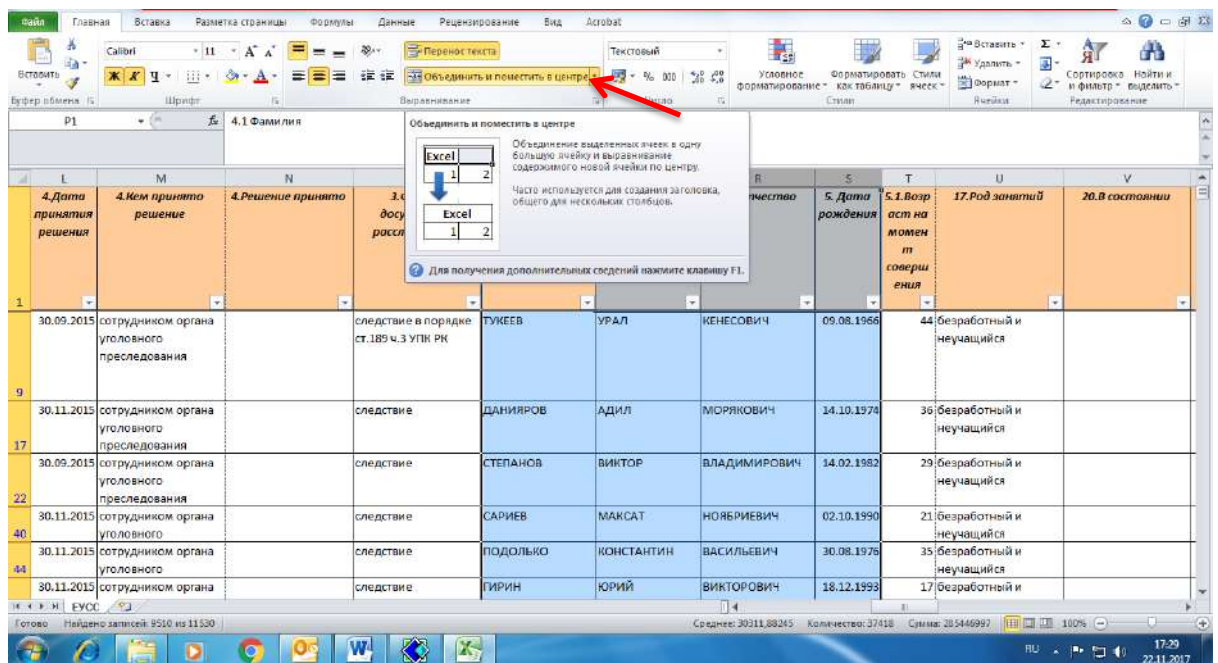 Файл Главная Вставка Разметка страницы Формулы Данные Рецензирование Вид Acrobat
Calibri 11 Перенос текста Текстовый Вставить Σ
Вставить Ж К Ч Объединить и поместить в центре % 000 Условное форматирование Форматировать как таблицу Стили ячеек Удалить Формат Сортировка и фильтр Найти и выделить
Буфер обмена Шрифт Выравнивание Число Стили Ячейки Редактирование
P1 fx 4.1 Фамилия
Объединить и поместить в центре
Объединение выделенных ячеек в одну
большую ячейку и выравнивание
содержимого новой ячейки по центру.
Часто используется для создания заголовка,
общего для нескольких столбцов.
Excel
1 2
Excel
1 2
Для получения дополнительных сведений нажмите клавишу F1.
L M N R S T U V
4.Дата принятия решения 4.Кем принято решение 4.Решение принято 5. Дата рождения 5.1.Возраст на момент совершения 17.Род занятий 20.В состоянии
1
9 30.09.2015 сотрудником органа уголовного преследования следствие в порядке ст.189 ч.3 УПК РК ТУКЕЕВ УРАЛ КЕНЕСОВИЧ 09.08.1966 44 безработный и неучащийся
17 30.11.2015 сотрудником органа уголовного преследования следствие ДАНИЯРОВ АДИЛ МОРЯКОВИЧ 14.10.1974 36 безработный и неучащийся
22 30.09.2015 сотрудником органа уголовного преследования следствие СТЕПАНОВ ВИКТОР ВЛАДИМИРОВИЧ 14.02.1982 29 безработный и неучащийся
40 30.11.2015 сотрудником органа уголовного следствие САРИЕВ МАКСАТ НОЯБРИЕВИЧ 02.10.1990 21 безработный и неучащийся
44 30.11.2015 сотрудником органа уголовного следствие ПОДОЛЬКО КОНСТАНТИН ВАСИЛЬЕВИЧ 30.08.1976 35 безработный и неучащийся
30.11.2015 сотрудником органа следствие ГИРИН ЮРИЙ ВИКТОРОВИЧ 18.12.1993 17 безработный и
ЕУСС
Готово Найдено записей: 9510 из 11530 Среднее: 30311,88245 Количество: 37418 Сумма: 285446997 100%
RU 17:29
22.11.2017